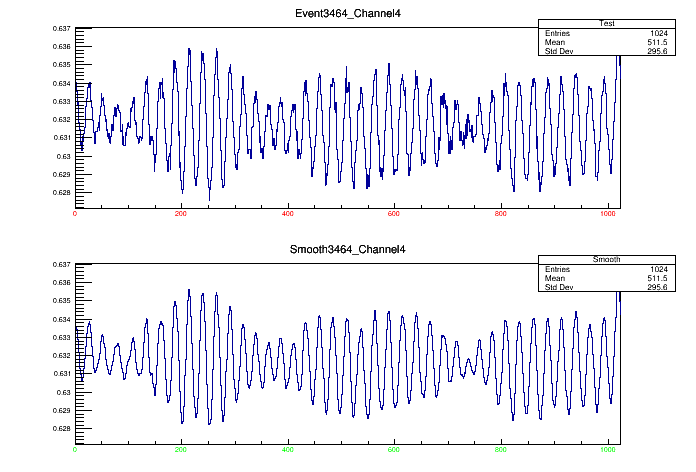 Event3464_Channel4
Test
Entries 1024
Mean 511.5
Std Dev 295.6
0.637
0.636
0.635
0.634
0.633
0.632
0.631
0.63
0.629
0.628
0 200 400 600 800 1000
Smooth3464_Channel4
Smooth
Entries 1024
Mean 511.5
Std Dev 295.6
0.637
0.636
0.635
0.634
0.633
0.632
0.631
0.63
0.629
0.628
0 200 400 600 800 1000